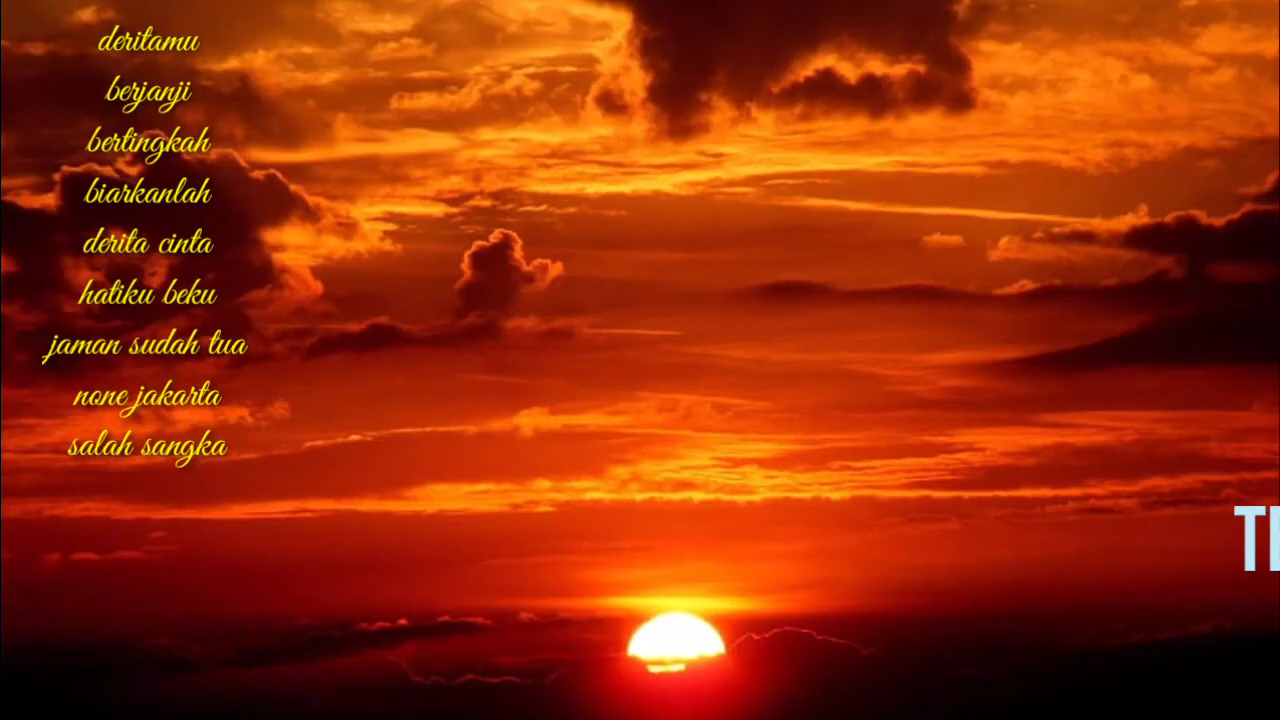 deritamu
berjanji
bertingkah
biarkanlah
derita cinta
hatiku beku
jaman sudah tua
none jakarta
salah sangka